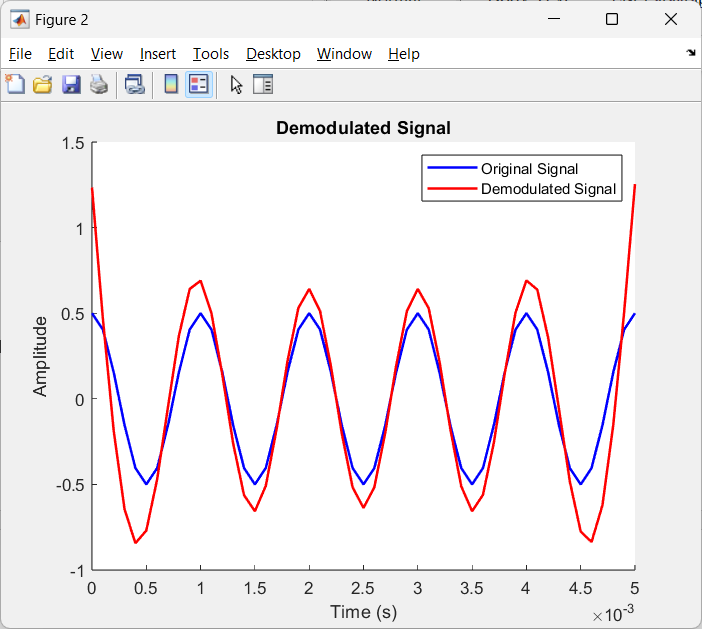 Figure 2
File Edit View Insert Tools Desktop Window Help
Demodulated Signal
Original Signal
Demodulated Signal
1.5
1
0.5
0
-0.5
-1
Amplitude
0 0.5 1 1.5 2 2.5 3 3.5 4 4.5 5
Time (s)
×10-3